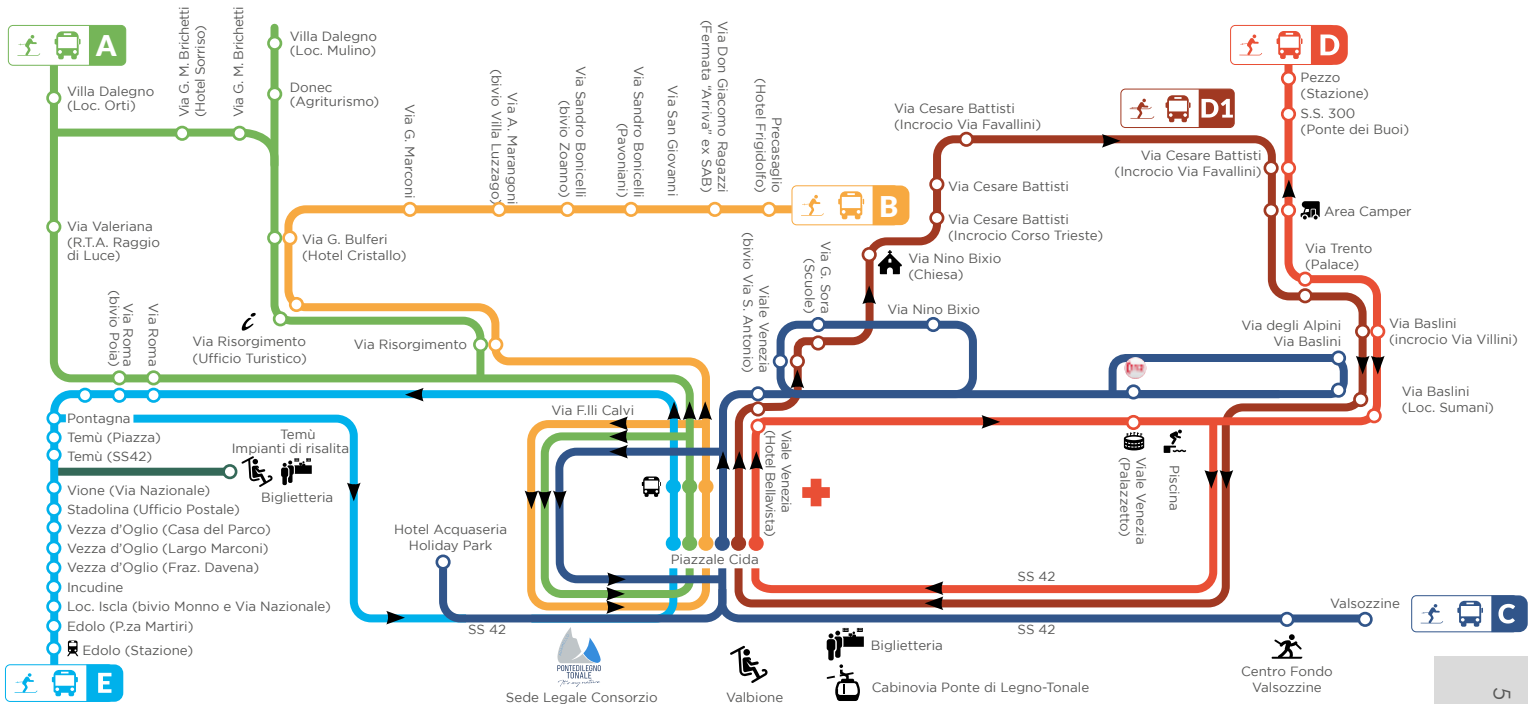 A
Villa Dalegno
(Loc. Orti)
Via G. M. Brichetti
(Hotel Sorriso)
Via G. M. Brichetti
Villa Dalegno
(Loc. Mulino)
Donec
(Agriturismo)
Via G. Marconi
Via A. Marangoni
(bivio Villa Luzzago)
Via Sandro Bonicelli
(bivio Zoanno)
Via Sandro Bonicelli
(Pavoniani)
Via San Giovanni
Via Don Giacomo Ragazzi
(Fermata "Arriva" ex SAB)
Precasaglio
(Hotel Frigidolfo)
B
Via Cesare Battisti
(Incrocio Via Favallini)
D1
D
Pezzo
(Stazione)
S.S. 300
(Ponte dei Buoi)
Via Cesare Battisti
(Incrocio Via Favallini)
Via Cesare Battisti
Via Cesare Battisti
(Incrocio Corso Trieste)
Area Camper
Via Valeriana
(R.T.A. Raggio
di Luce)
Via G. Bulferi
(Hotel Cristallo)
Viale Venezia
(bivio Via S. Antonio)
Via G. Sora
(Scuole)
Via Nino Bixio
(Chiesa)
Via Trento
(Palace)
Via Roma
(bivio Poia)
Via Roma
i
Via Risorgimento
(Ufficio Turistico)
Via Risorgimento
Via Nino Bixio
Via degli Alpini
Via Baslini
Via Baslini
(incrocio Via Villini)
Via Baslini
(Loc. Sumani)
Pontagna
Temù (Piazza)
Temù (SS42)
Temù
Impianti di risalita
Biglietteria
Via F.lli Calvi
Viale Venezia
(Hotel Bellavista)
Viale Venezia
(Palazzetto)
Piscina
Vione (Via Nazionale)
Stadolina (Ufficio Postale)
Vezza d'Oglio (Casa del Parco)
Vezza d'Oglio (Largo Marconi)
Vezza d'Oglio (Fraz. Davena)
Incudine
Loc. Iscla (bivio Monno e Via Nazionale)
Edolo (P.za Martiri)
Edolo (Stazione)
E
Hotel Acquaseria
Holiday Park
Piazzale Cida
SS 42
SS 42
SS 42
Valsozzine
C
PONTEDILEGNO
TONALE
Sede Legale Consorzio
Valbione
Biglietteria
Cabinovia Ponte di Legno-Tonale
Centro Fondo
Valsozzine
5